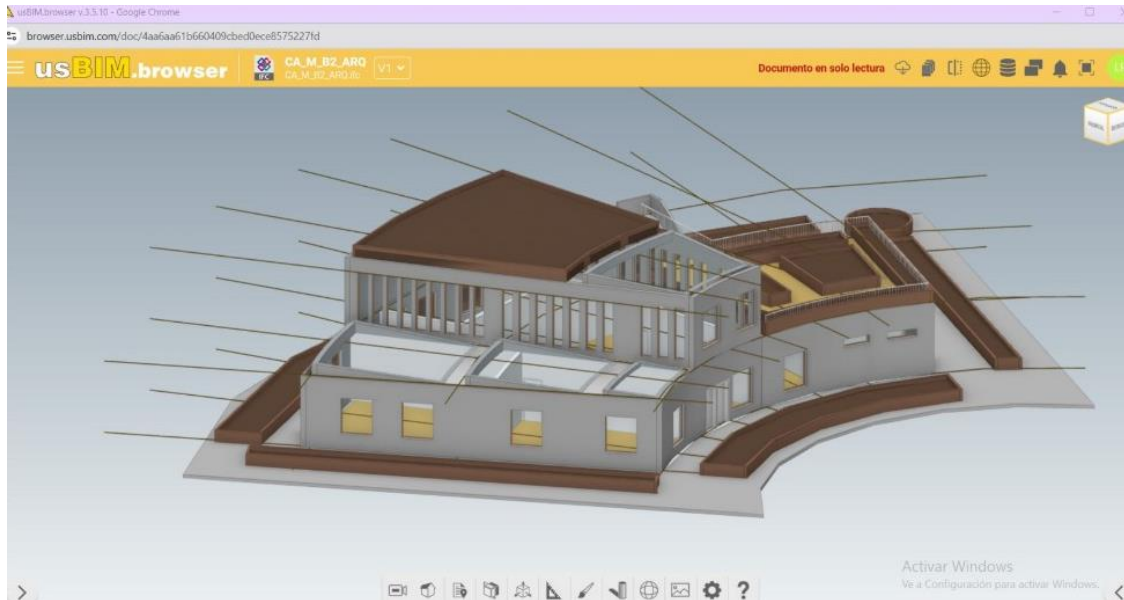 usBIM.browser v.3.5.10 - Google Chrome
browser.usbim.com/doc/4aa6aa61b660409cbed0ece8575227fd
usBIM.browser
IFC
CA_M_B2_ARQ
CA_M_B2_ARQ.ifc
V1
Documento en solo lectura
Activar Windows
Ve a Configuración para activar Windows.